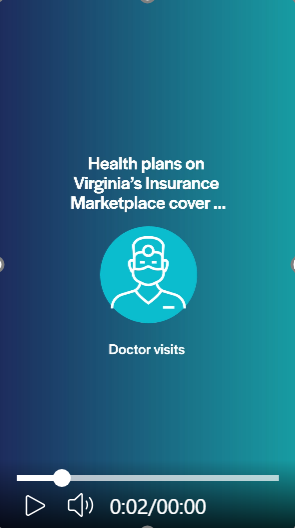 Health plans on
Virginia's Insurance
Marketplace cover ...
Doctor visits
0:02/00:00